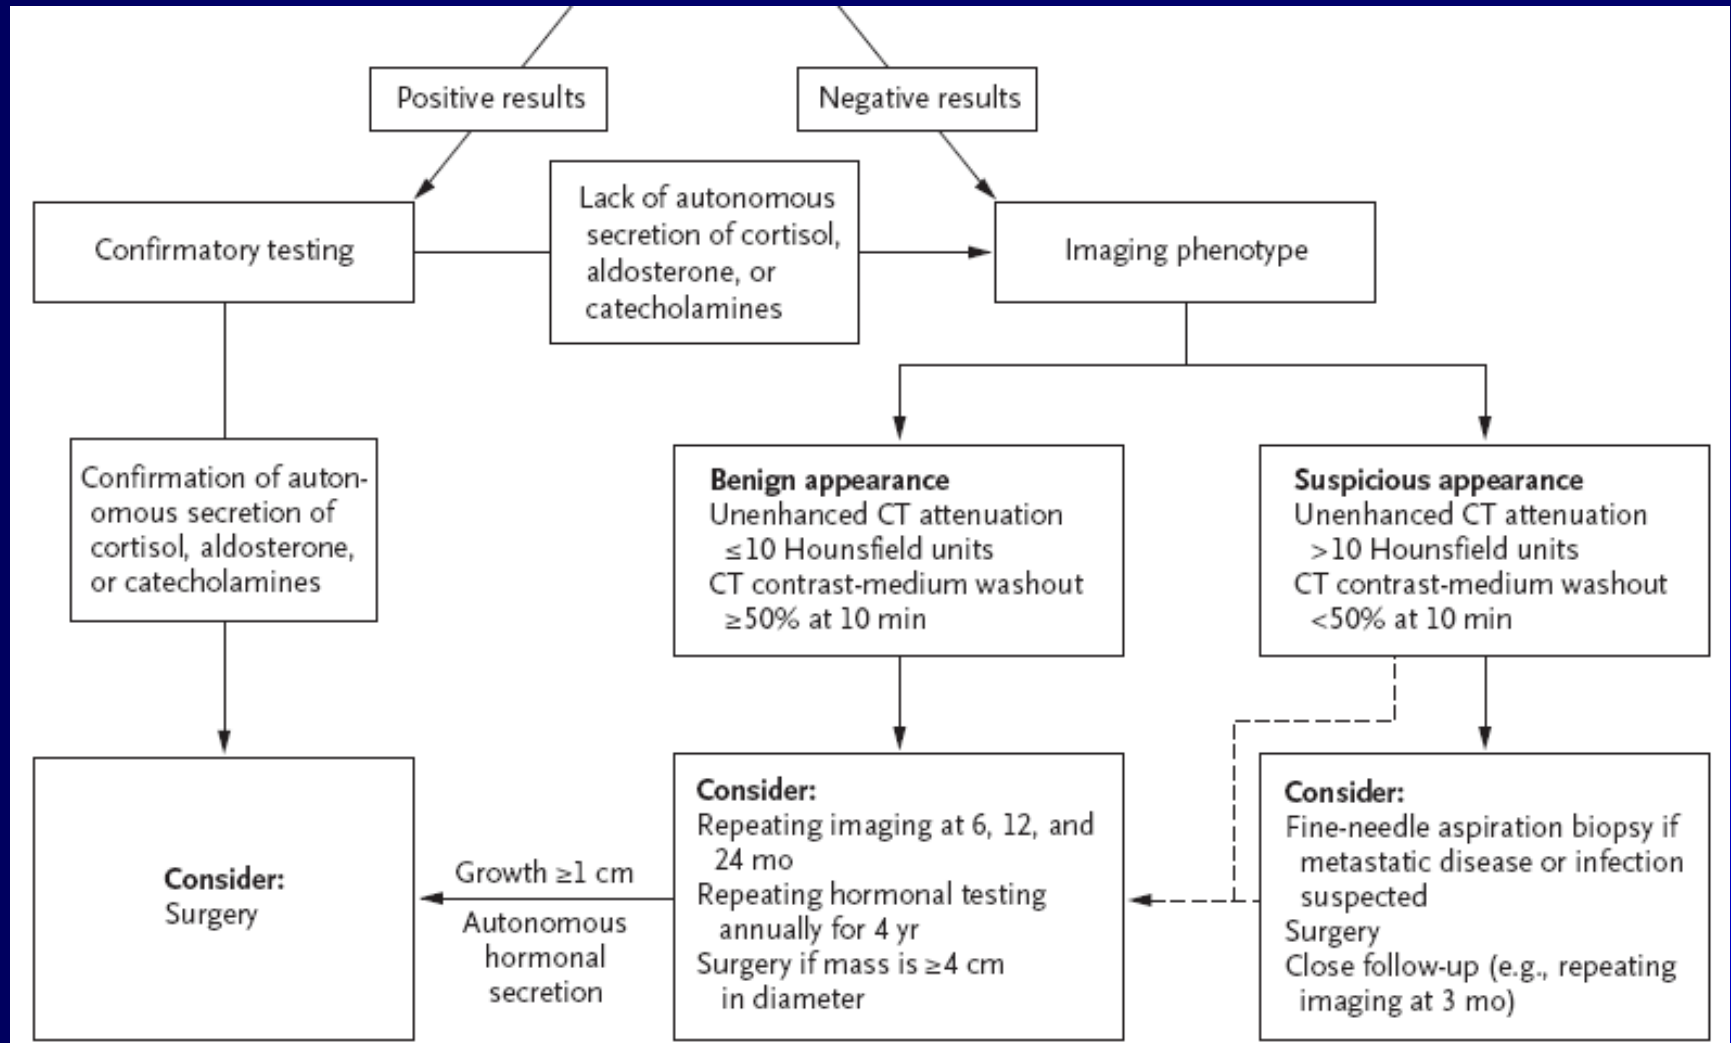 Positive results
Negative results
Lack of autonomous
secretion of cortisol,
aldosterone, or
catecholamines
Confirmatory testing
Imaging phenotype
Confirmation of auton-
omous secretion of
cortisol, aldosterone,
or catecholamines
Benign appearance
Unenhanced CT attenuation
≤10 Hounsfield units
CT contrast-medium washout
≥50% at 10 min
Suspicious appearance
Unenhanced CT attenuation
>10 Hounsfield units
CT contrast-medium washout
<50% at 10 min
Consider:
Surgery
Growth ≥1 cm
Autonomous
hormonal
secretion
Consider:
Repeating imaging at 6, 12, and
24 mo
Repeating hormonal testing
annually for 4 yr
Surgery if mass is ≥4 cm
in diameter
Consider:
Fine-needle aspiration biopsy if
metastatic disease or infection
suspected
Surgery
Close follow-up (e.g., repeating
imaging at 3 mo)